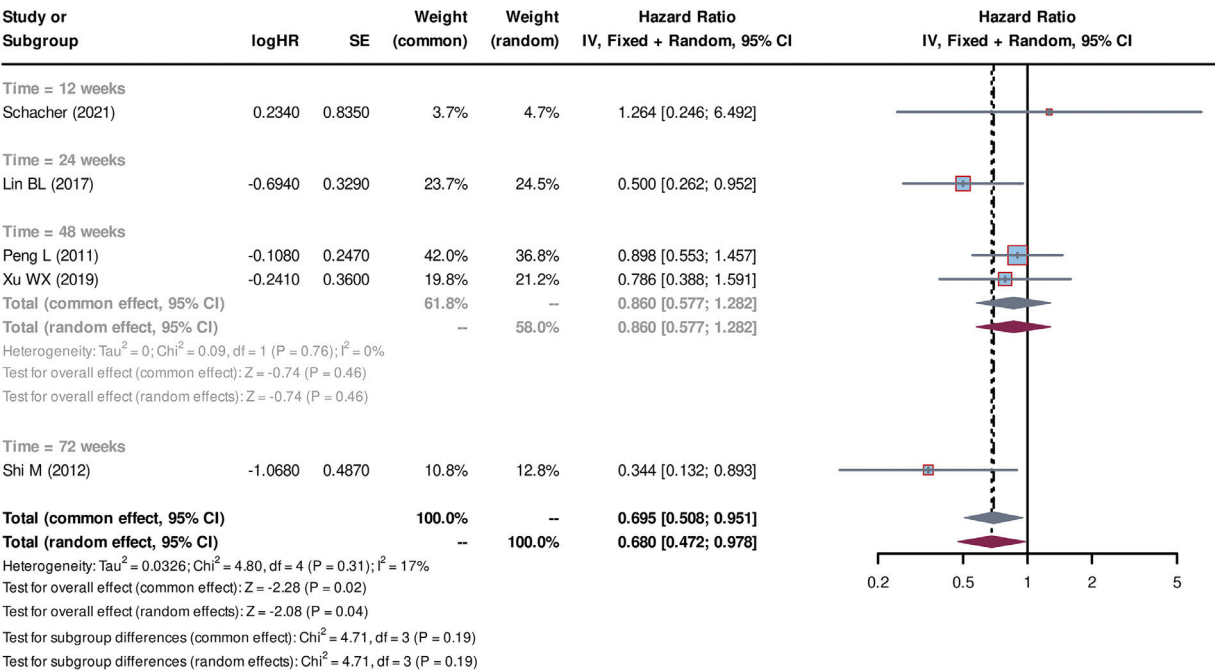 Study or Weight Weight Hazard Ratio Hazard Ratio
Subgroup logHR SE (common) (random) IV, Fixed + Random, 95% CI IV, Fixed + Random, 95% CI
Time = 12 weeks
Schacher (2021) 0.2340 0.8350 3.7% 4.7% 1.264 [0.246; 6.492]
Time = 24 weeks
Lin BL (2017) -0.6940 0.3290 23.7% 24.5% 0.500 [0.262; 0.952]
Time = 48 weeks
Peng L (2011) -0.1080 0.2470 42.0% 36.8% 0.898 [0.553; 1.457]
Xu WX (2019) -0.2410 0.3600 19.8% 21.2% 0.786 [0.388; 1.591]
Total (common effect, 95% CI) 61.8% -- 0.860 [0.577; 1.282]
Total (random effect, 95% CI) -- 58.0% 0.860 [0.577; 1.282]
Heterogeneity: Tau² = 0; Chi² = 0.09, df = 1 (P = 0.76); I² = 0%
Test for overall effect (common effect): Z = -0.74 (P = 0.46)
Test for overall effect (random effects): Z = -0.74 (P = 0.46)
Time = 72 weeks
Shi M (2012) -1.0680 0.4870 10.8% 12.8% 0.344 [0.132; 0.893]
Total (common effect, 95% CI) 100.0% -- 0.695 [0.508; 0.951]
Total (random effect, 95% CI) -- 100.0% 0.680 [0.472; 0.978]
Heterogeneity: Tau² = 0.0326; Chi² = 4.80, df = 4 (P = 0.31); I² = 17%
0.2 0.5 1 2 5
Test for overall effect (common effect): Z = -2.28 (P = 0.02)
Test for overall effect (random effects): Z = -2.08 (P = 0.04)
Test for subgroup differences (common effect): Chi² = 4.71, df = 3 (P = 0.19)
Test for subgroup differences (random effects): Chi² = 4.71, df = 3 (P = 0.19)